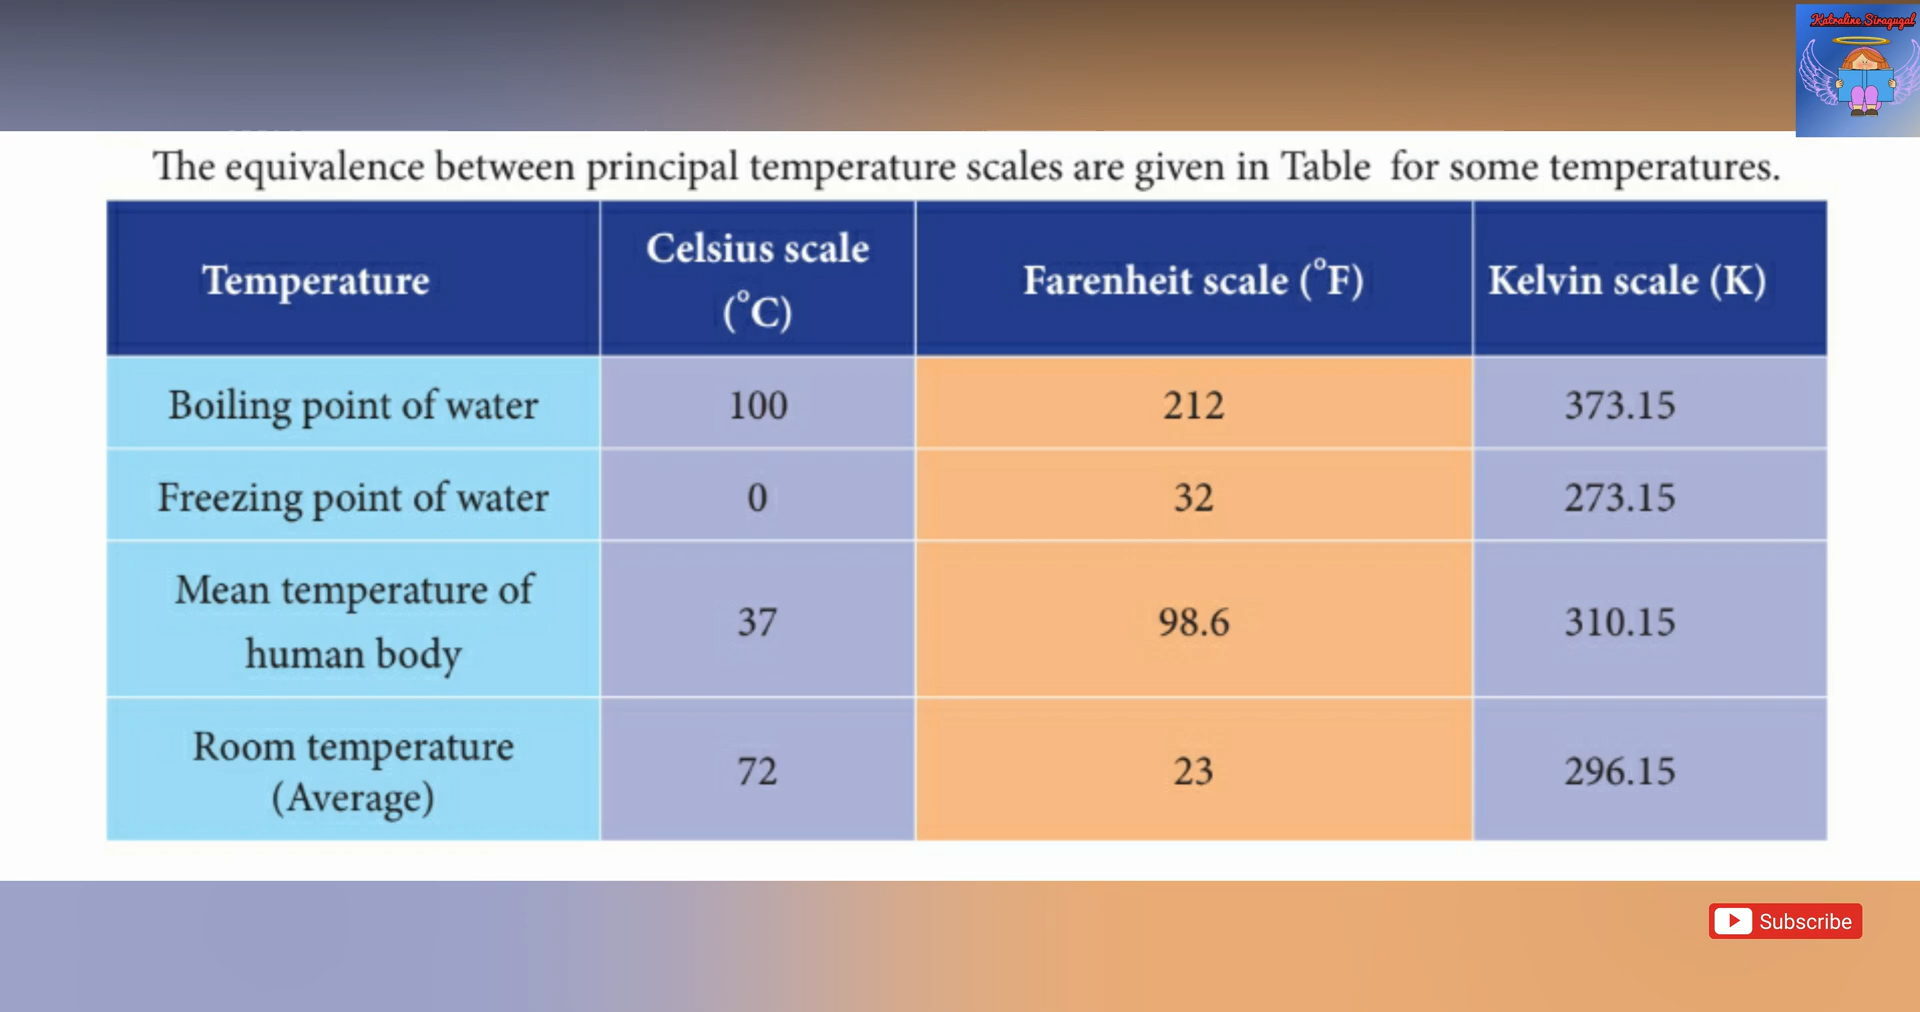 Katraline Siragugal
The equivalence between principal temperature scales are given in Table for some temperatures.
Temperature
Celsius scale
(°C)
Farenheit scale (°F)
Kelvin scale (K)
Boiling point of water
100
212
373.15
Freezing point of water
0
32
273.15
Mean temperature of
human body
37
98.6
310.15
Room temperature
(Average)
72
23
296.15
Subscribe